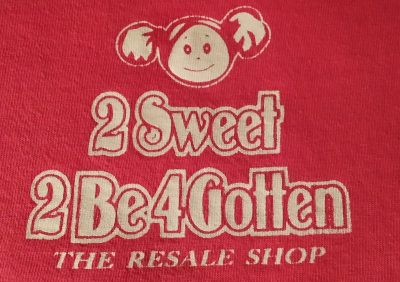 2 Sweet
2 Be 4 Gotten
THE RESALE SHOP